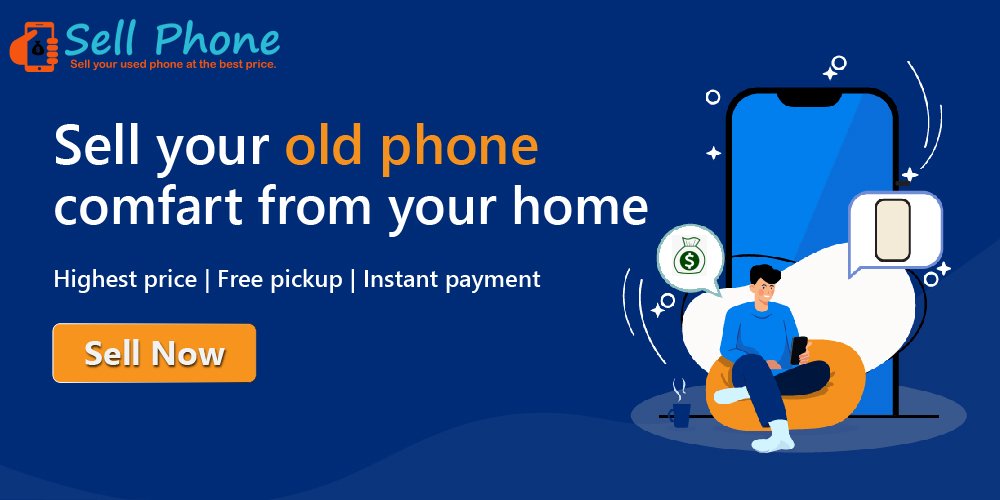 Sell Phone
Sell your used phone at the best price.
Sell your old phone
comfart from your home
Highest price | Free pickup | Instant payment
Sell Now